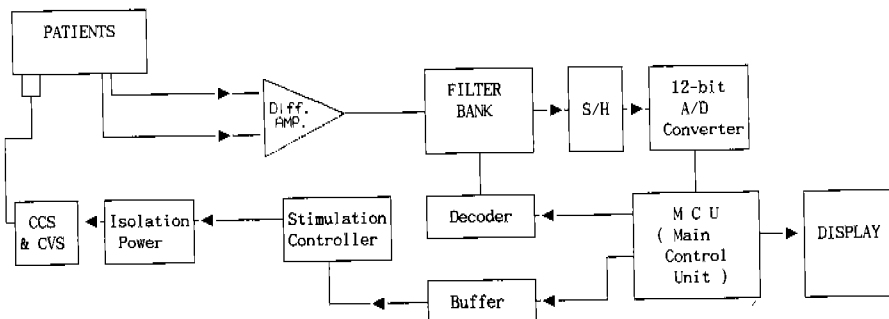 PATIENTS
Diff.
AMP.
FILTER
BANK
S/H
12-bit
A/D
Converter
CCS
& CVS
Isolation
Power
Stimulation
Controller
Decoder
M C U
( Main
Control
Unit )
DISPLAY
Buffer